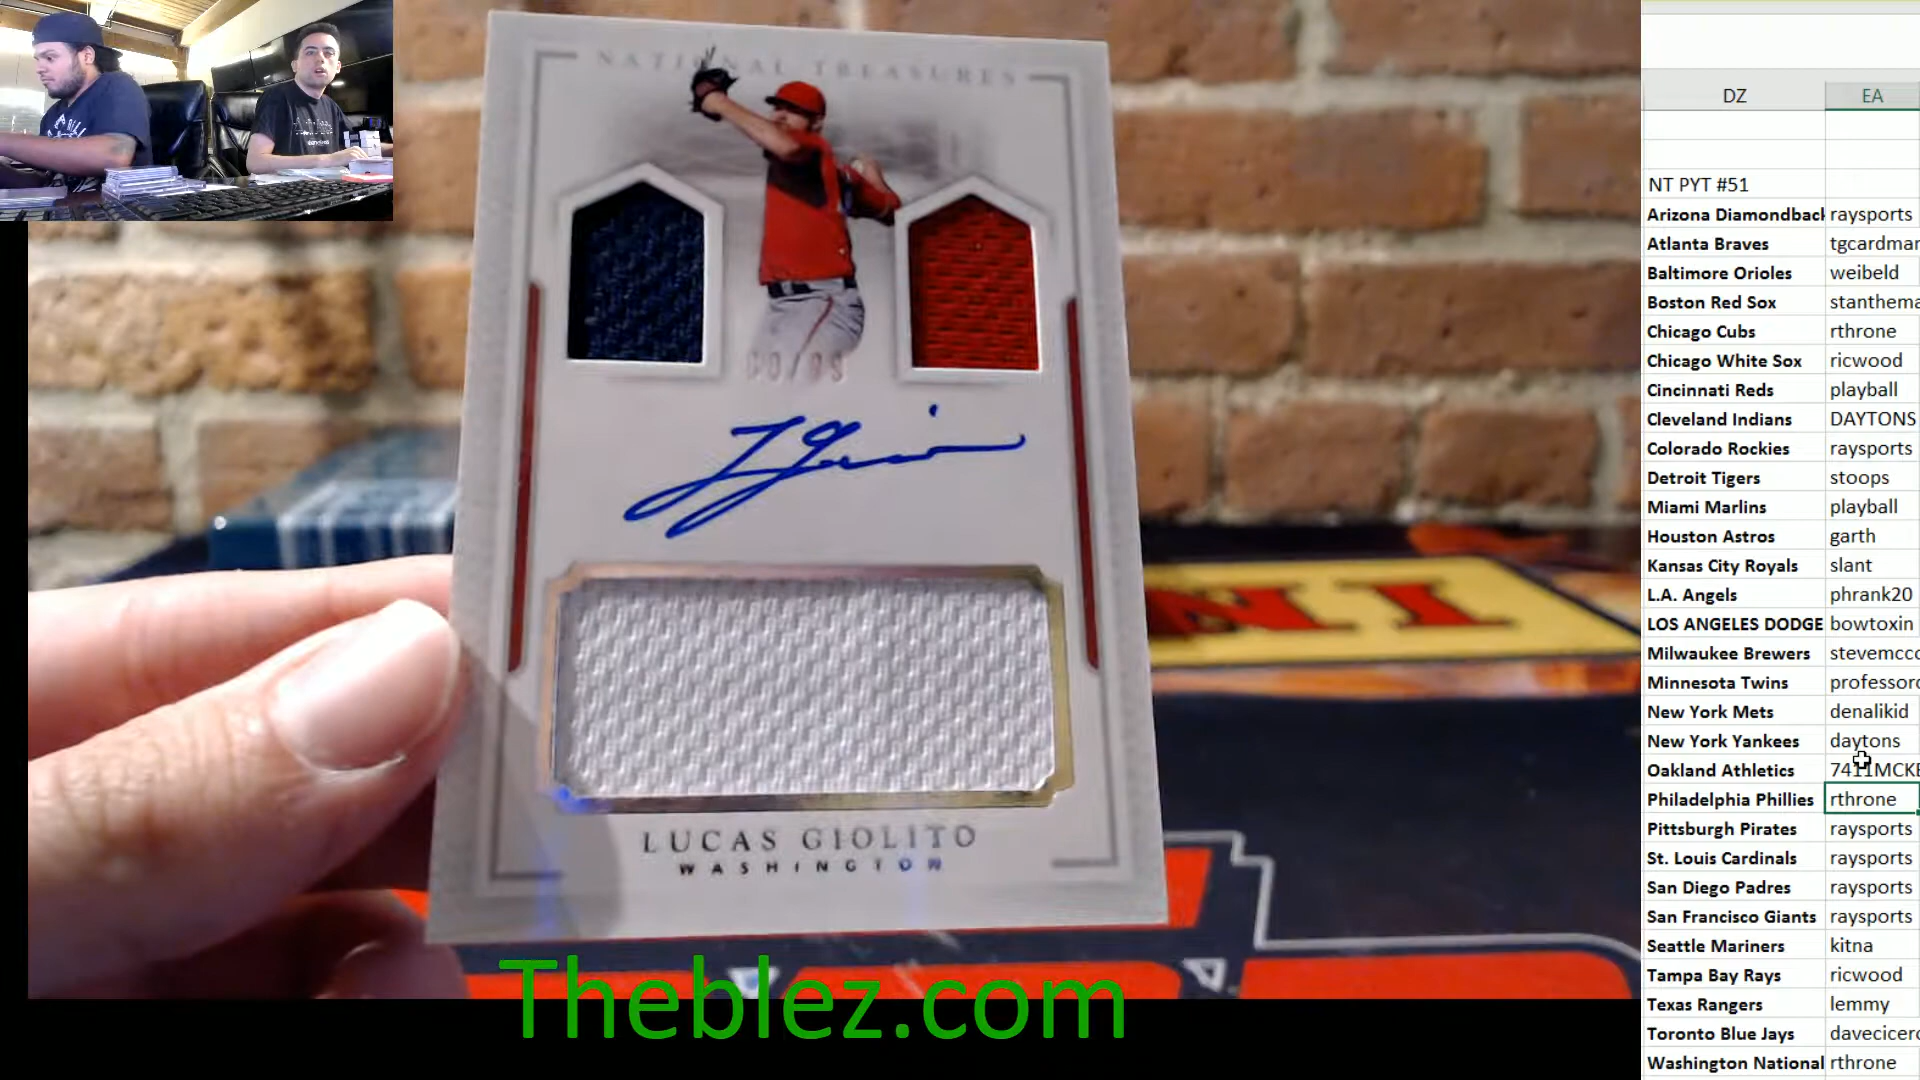 NATIONAL TREASURES
LUCAS GIOLITO
WASHINGTON
Theblez.com
DZ EA
NT PYT #51
Arizona Diamondback raysports
Atlanta Braves tgcardmar
Baltimore Orioles weibeld
Boston Red Sox stanthema
Chicago Cubs rthrone
Chicago White Sox ricwood
Cincinnati Reds playball
Cleveland Indians DAYTONS
Colorado Rockies raysports
Detroit Tigers stoops
Miami Marlins playball
Houston Astros garth
Kansas City Royals slant
L.A. Angels phrank20
LOS ANGELES DODGE bowtoxin
Milwaukee Brewers stevemccc
Minnesota Twins professorc
New York Mets denalikid
New York Yankees daytons
Oakland Athletics 7411MCKE
Philadelphia Phillies rthrone
Pittsburgh Pirates raysports
St. Louis Cardinals raysports
San Diego Padres raysports
San Francisco Giants raysports
Seattle Mariners kitna
Tampa Bay Rays ricwood
Texas Rangers lemmy
Toronto Blue Jays davecicero
Washington National rthrone